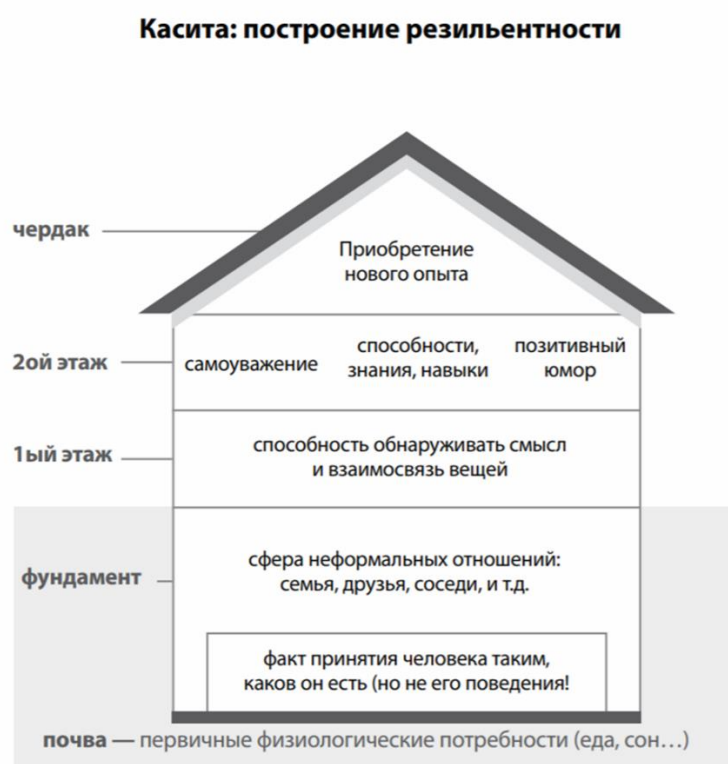 Касита: построение резильентности
чердак
Приобретение
нового опыта
2ой этаж
самоуважение
способности,
знания, навыки
позитивный
юмор
1ый этаж
способность обнаруживать смысл
и взаимосвязь вещей
фундамент
сфера неформальных отношений:
семья, друзья, соседи, и т.д.
факт принятия человека таким,
каков он есть (но не его поведения!
почва — первичные физиологические потребности (еда, сон…)